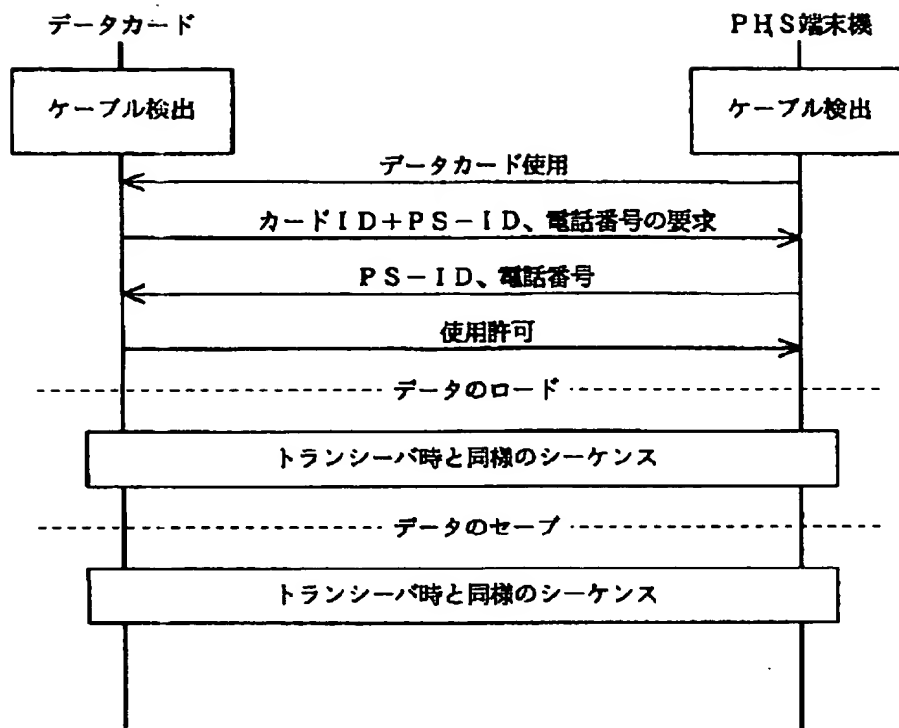 データカード
PHS端末機
ケーブル検出
ケーブル検出
データカード使用
カードID+PS-ID、電話番号の要求
PS-ID、電話番号
使用許可
データのロード
トランシーバ時と同様のシーケンス
データのセーブ
トランシーバ時と同様のシーケンス